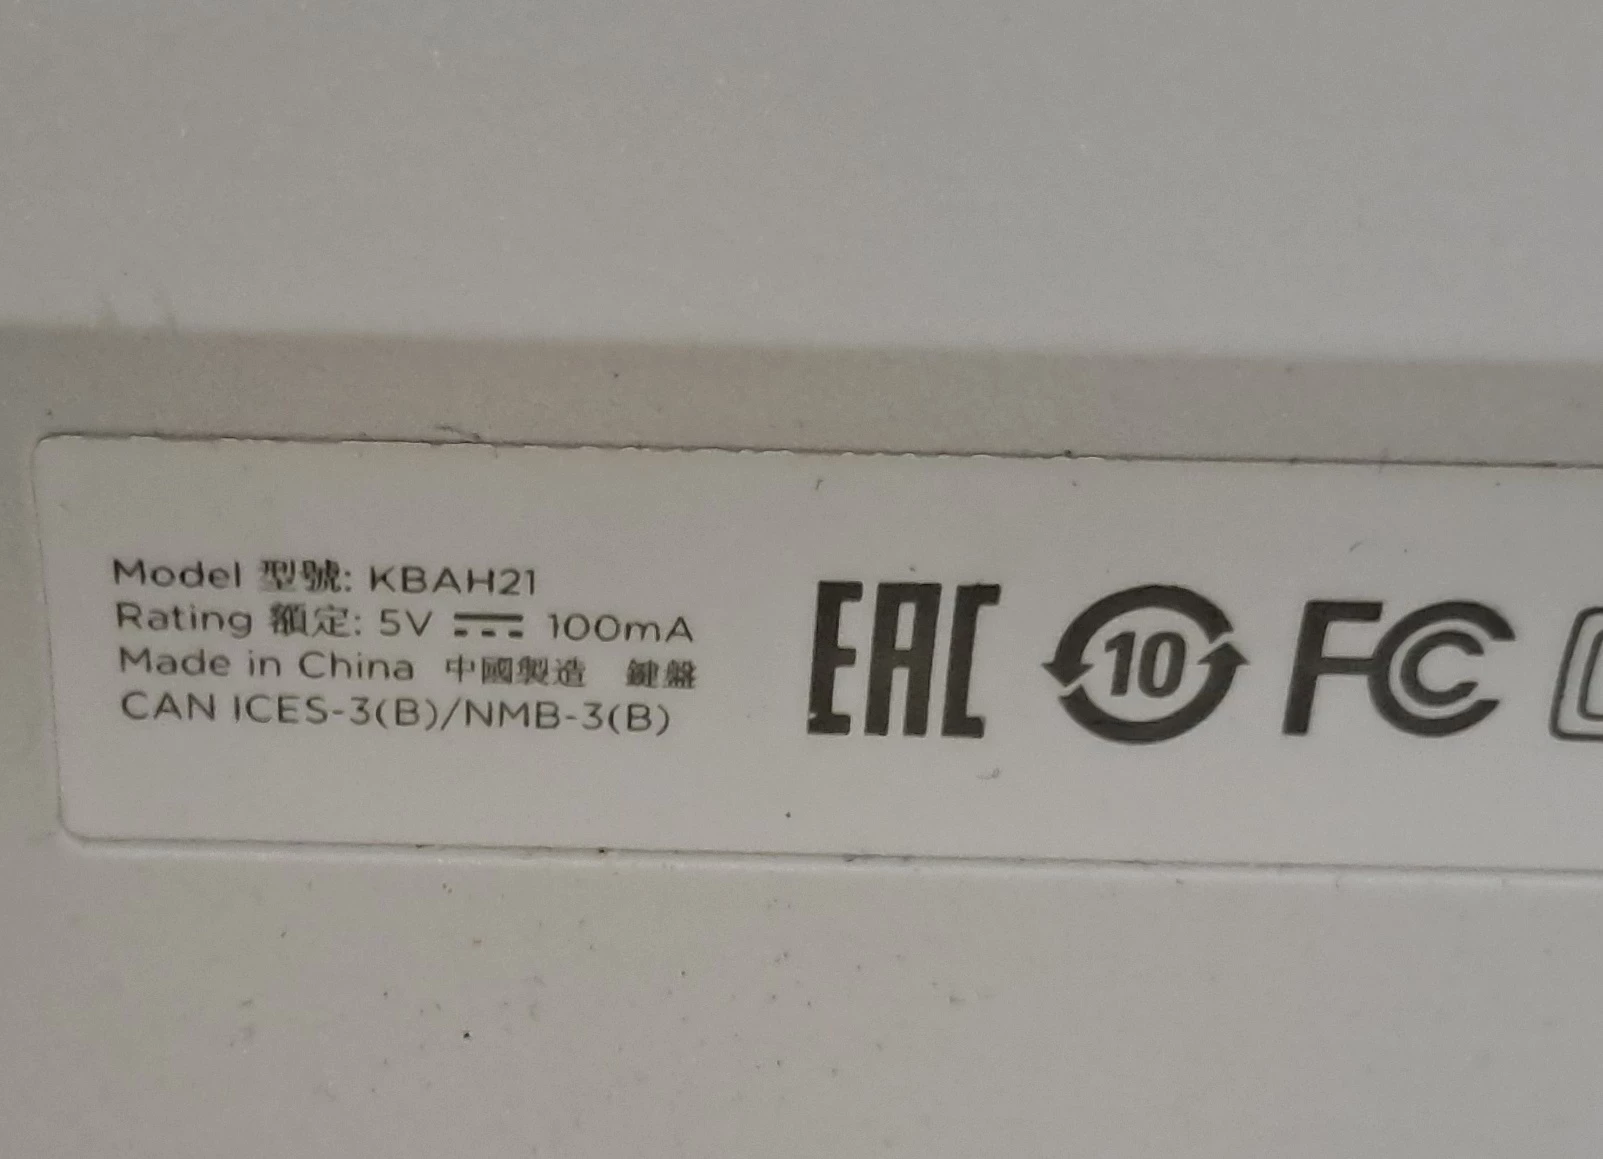 Model 型號: KBAH21
Rating 額定: 5V ⎓ 100mA
Made in China 中國製造 鍵盤
CAN ICES-3(B)/NMB-3(B)
EAC 10 FC